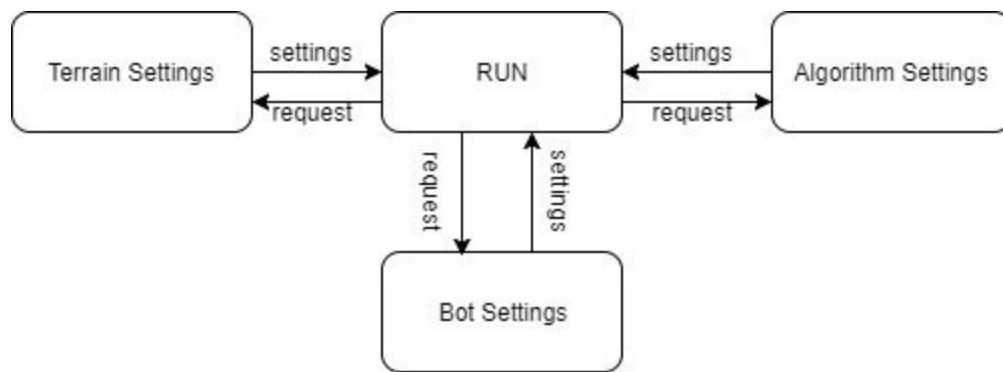 settings
settings
Terrain Settings
RUN
Algorithm Settings
request
request
request
settings
Bot Settings